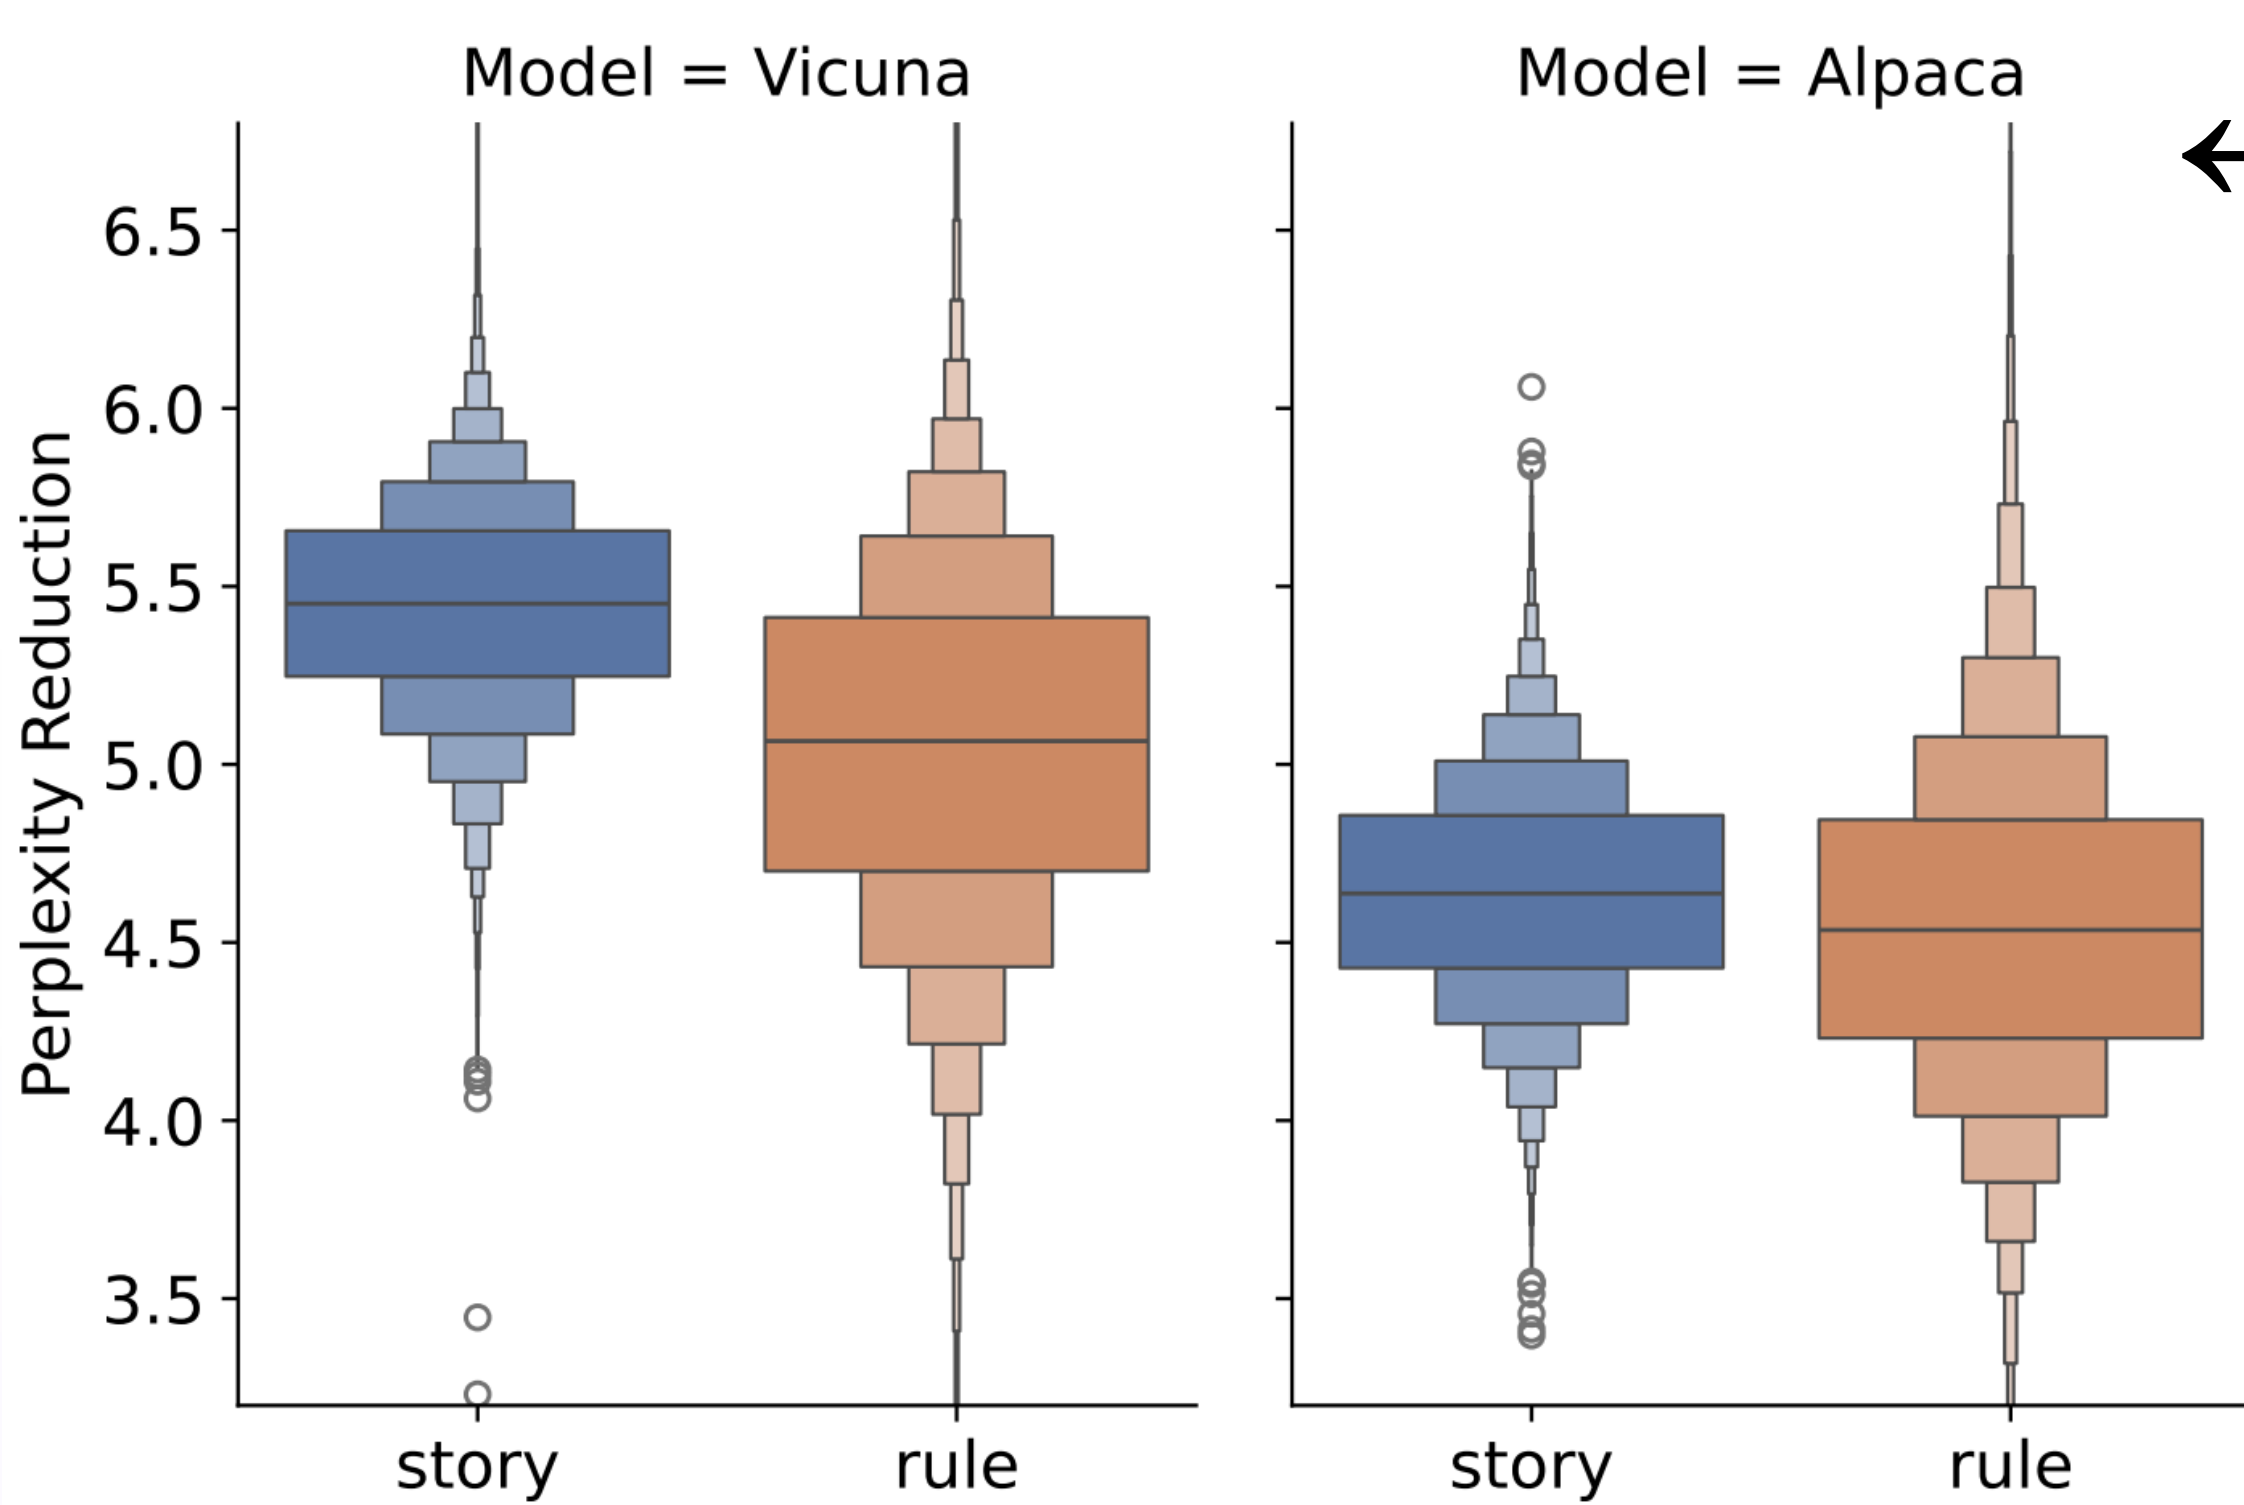 Model = Vicuna
Model = Alpaca
Perplexity Reduction
6.5
6.0
5.5
5.0
4.5
4.0
3.5
story
rule
story
rule